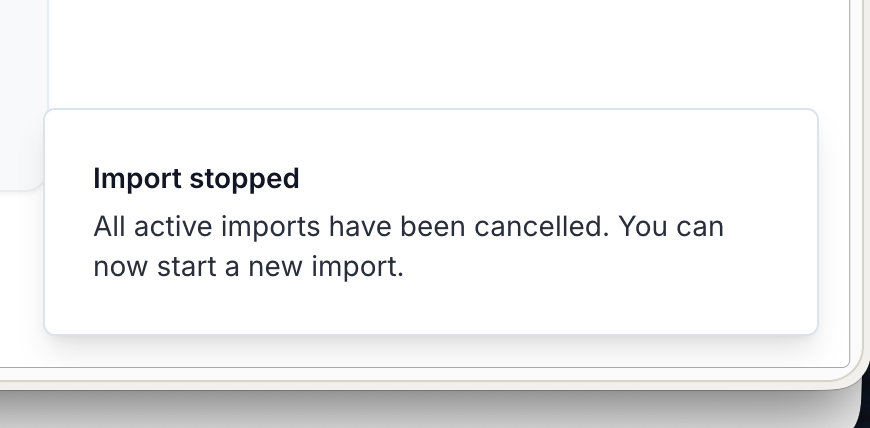 Import stopped
All active imports have been cancelled. You can
now start a new import.